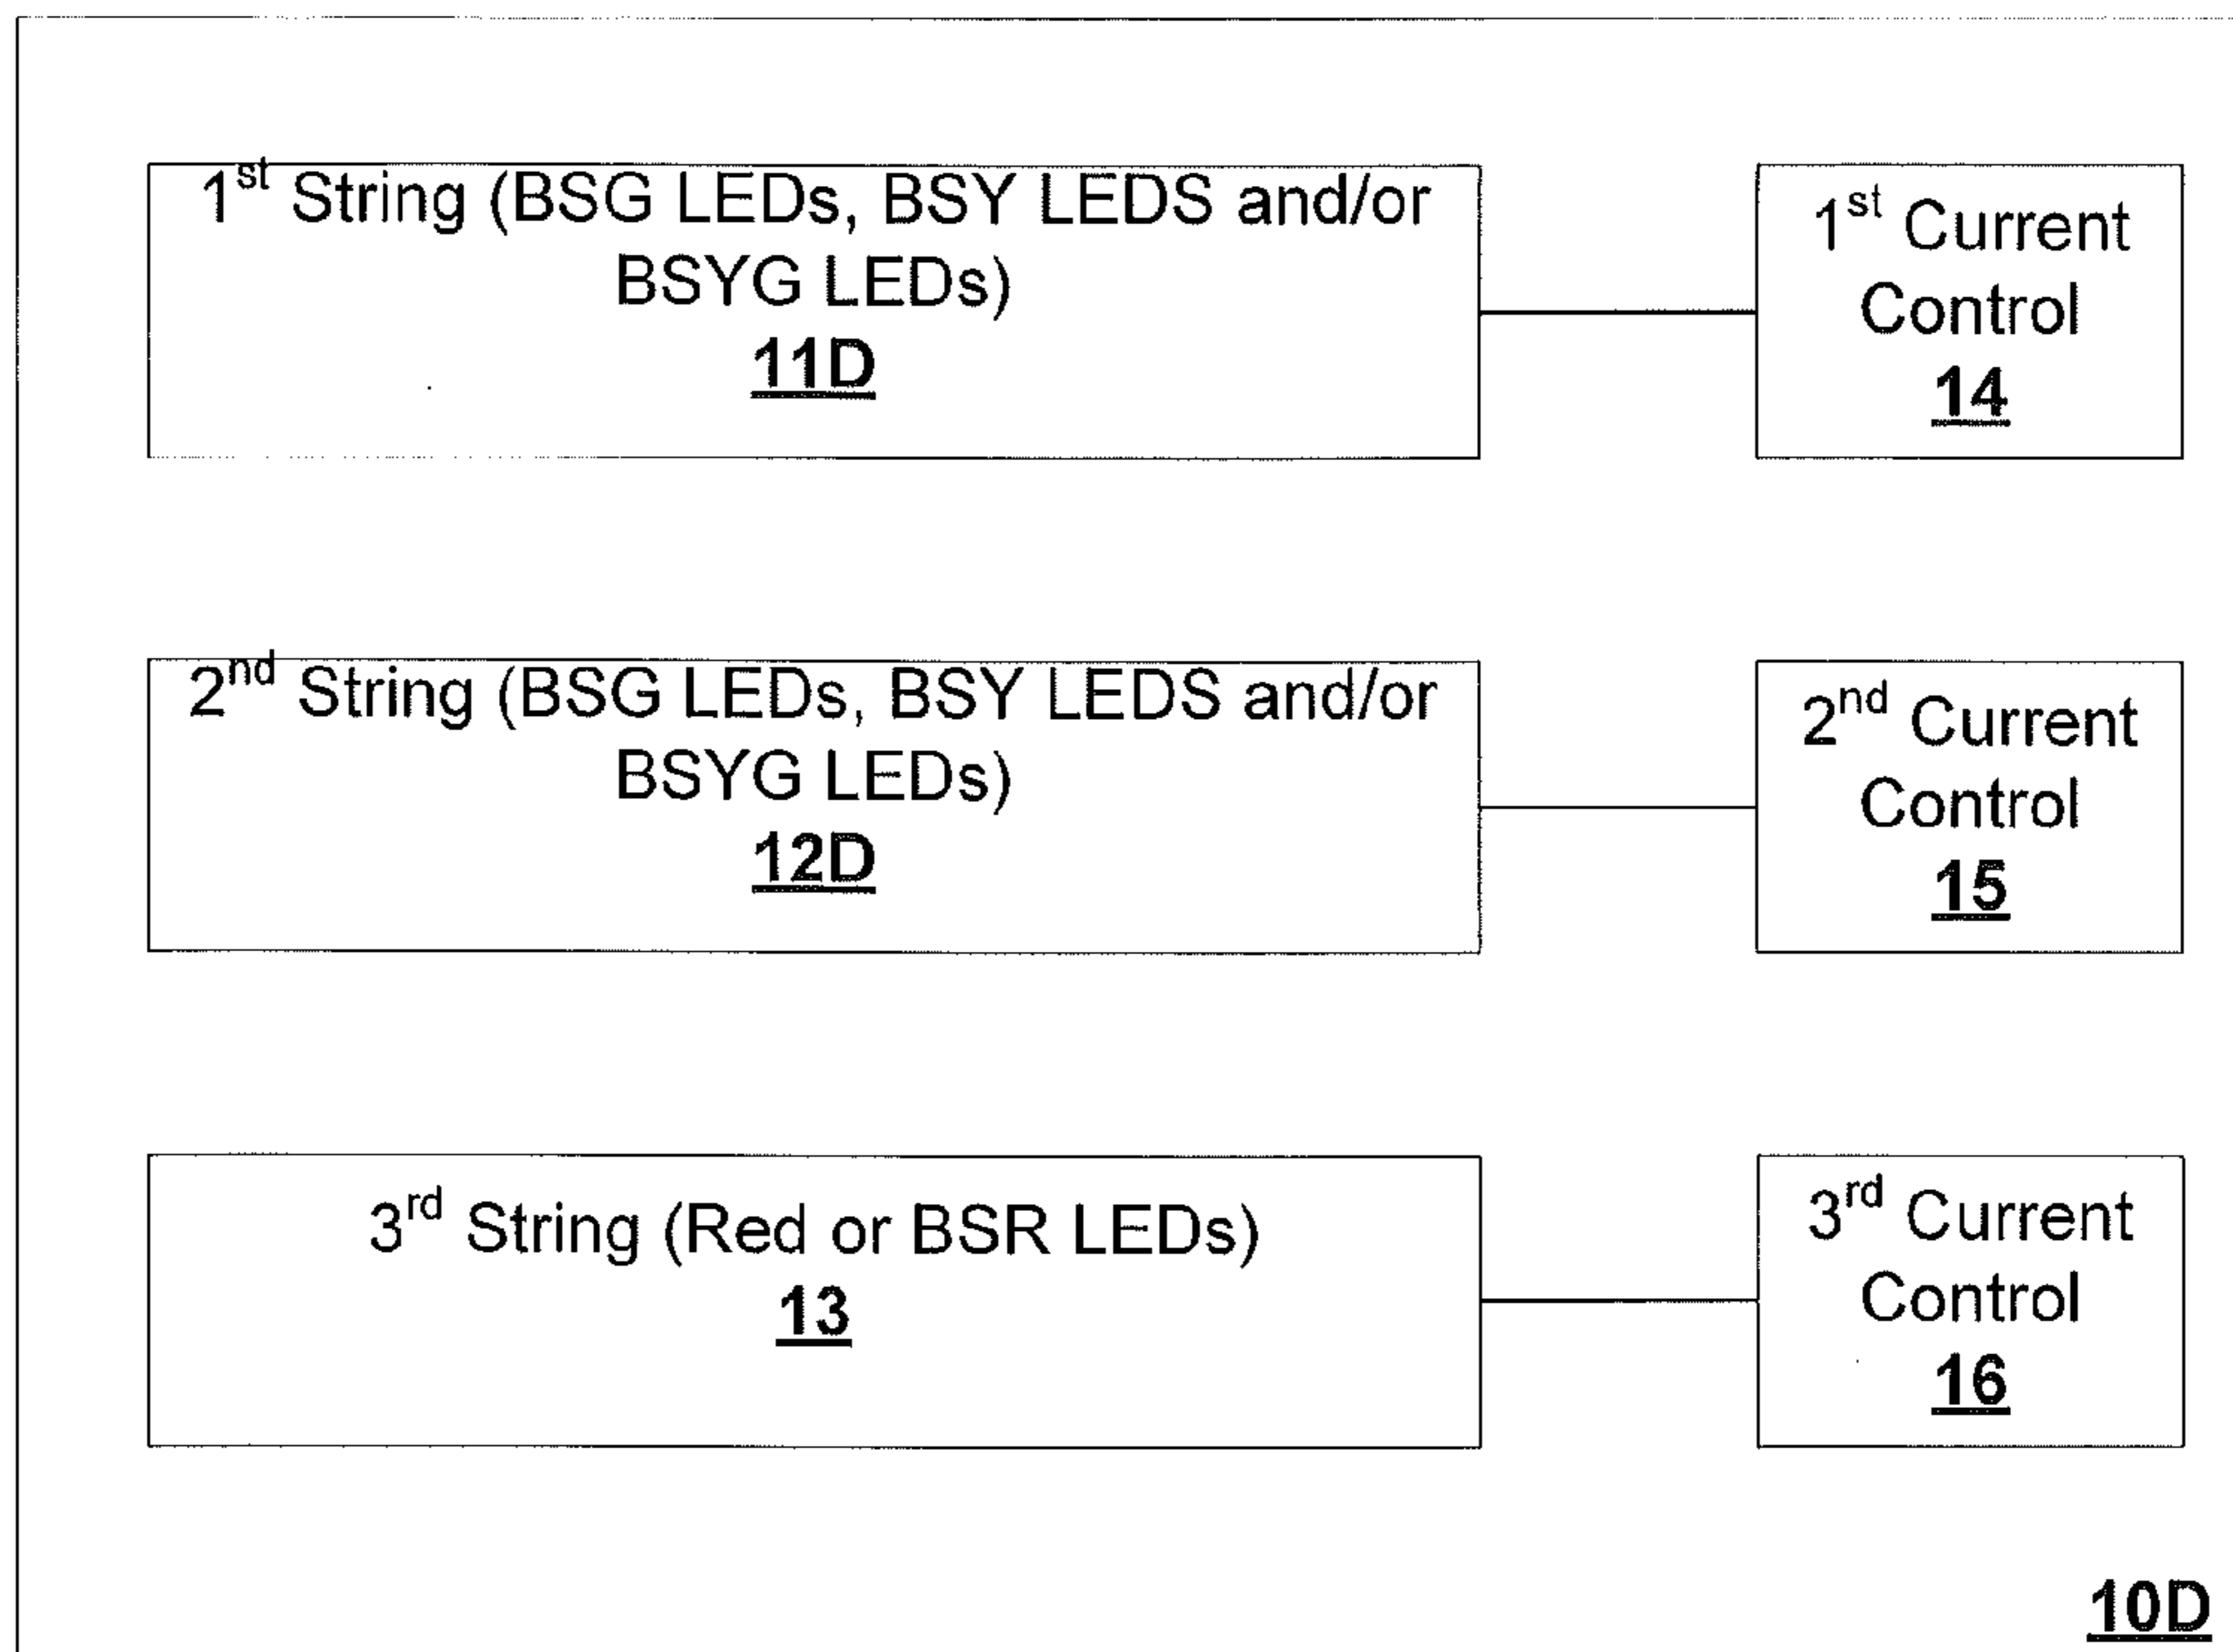 1st String (BSG LEDs, BSY LEDS and/or
BSYG LEDs)
11D
1st Current
Control
14
2nd String (BSG LEDs, BSY LEDS and/or
BSYG LEDs)
12D
2nd Current
Control
15
3rd String (Red or BSR LEDs)
13
3rd Current
Control
16
10D